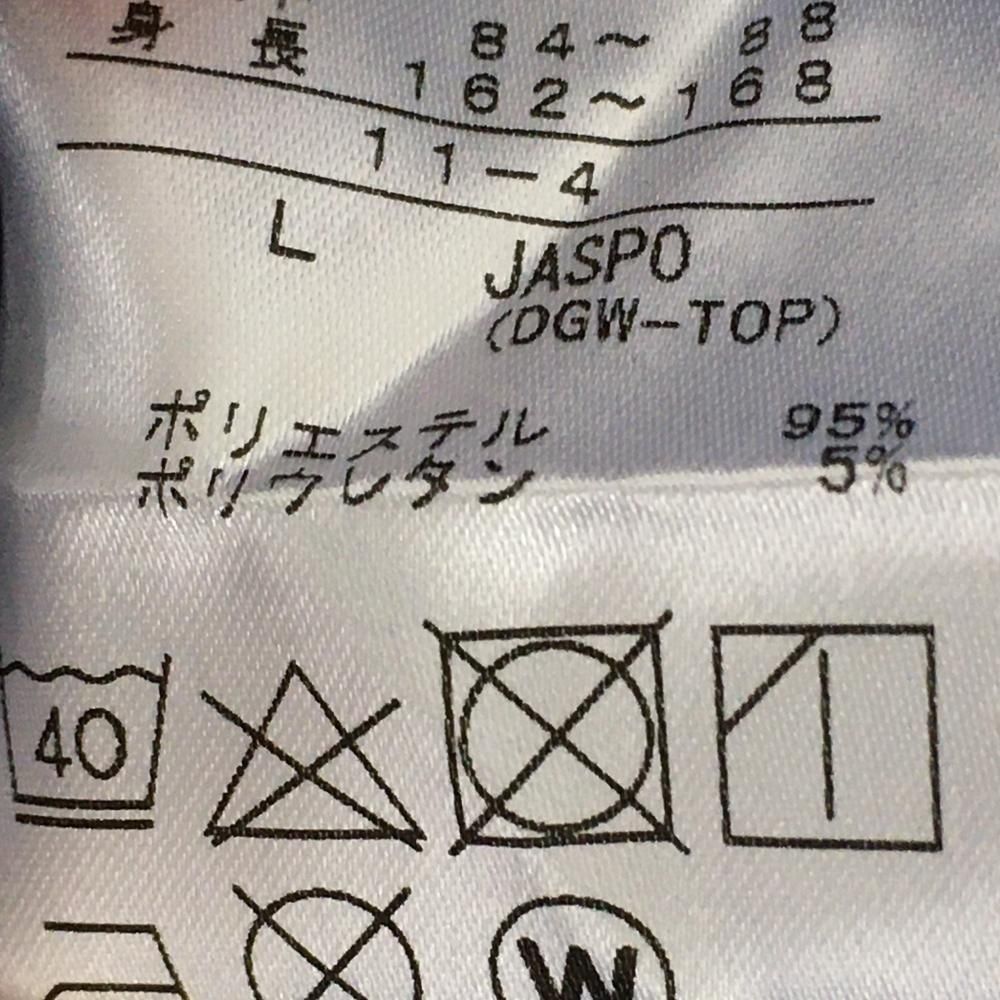 84～ 88
身 長 162～168
11-4
L JASPO
(DGW-TOP)
ポリエステル 95%
ポリウレタン 5%
40
W